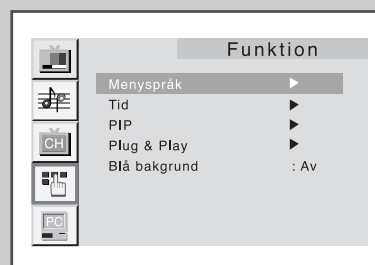 Funktion
Menyspråk ▶
Tid ▶
PIP ▶
Plug & Play ▶
Blå bakgrund : Av
CH
PC